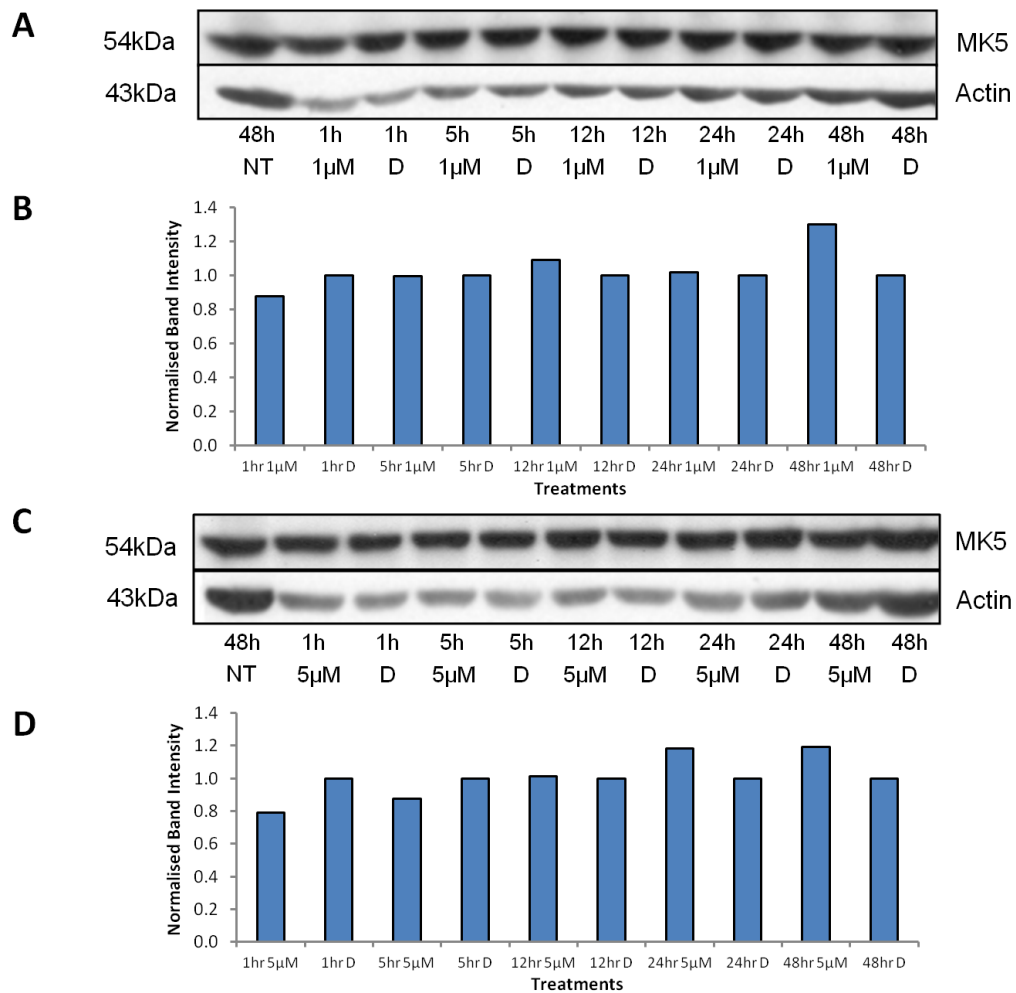 A
54kDa MK5
43kDa Actin
48h 1h 1h 5h 5h 12h 12h 24h 24h 48h 48h
NT 1µM D 1µM D 1µM D 1µM D 1µM D
B
Normalised Band Intensity
1.4
1.2
1.0
0.8
0.6
0.4
0.2
0.0
1hr 1µM 1hr D 5hr 1µM 5hr D 12hr 1µM 12hr D 24hr 1µM 24hr D 48hr 1µM 48hr D
Treatments
C
54kDa MK5
43kDa Actin
48h 1h 1h 5h 5h 12h 12h 24h 24h 48h 48h
NT 5µM D 5µM D 5µM D 5µM D 5µM D
D
Normalised Band Intensity
1.4
1.2
1.0
0.8
0.6
0.4
0.2
0.0
1hr 5µM 1hr D 5hr 5µM 5hr D 12hr 5µM 12hr D 24hr 5µM 24hr D 48hr 5µM 48hr D
Treatments